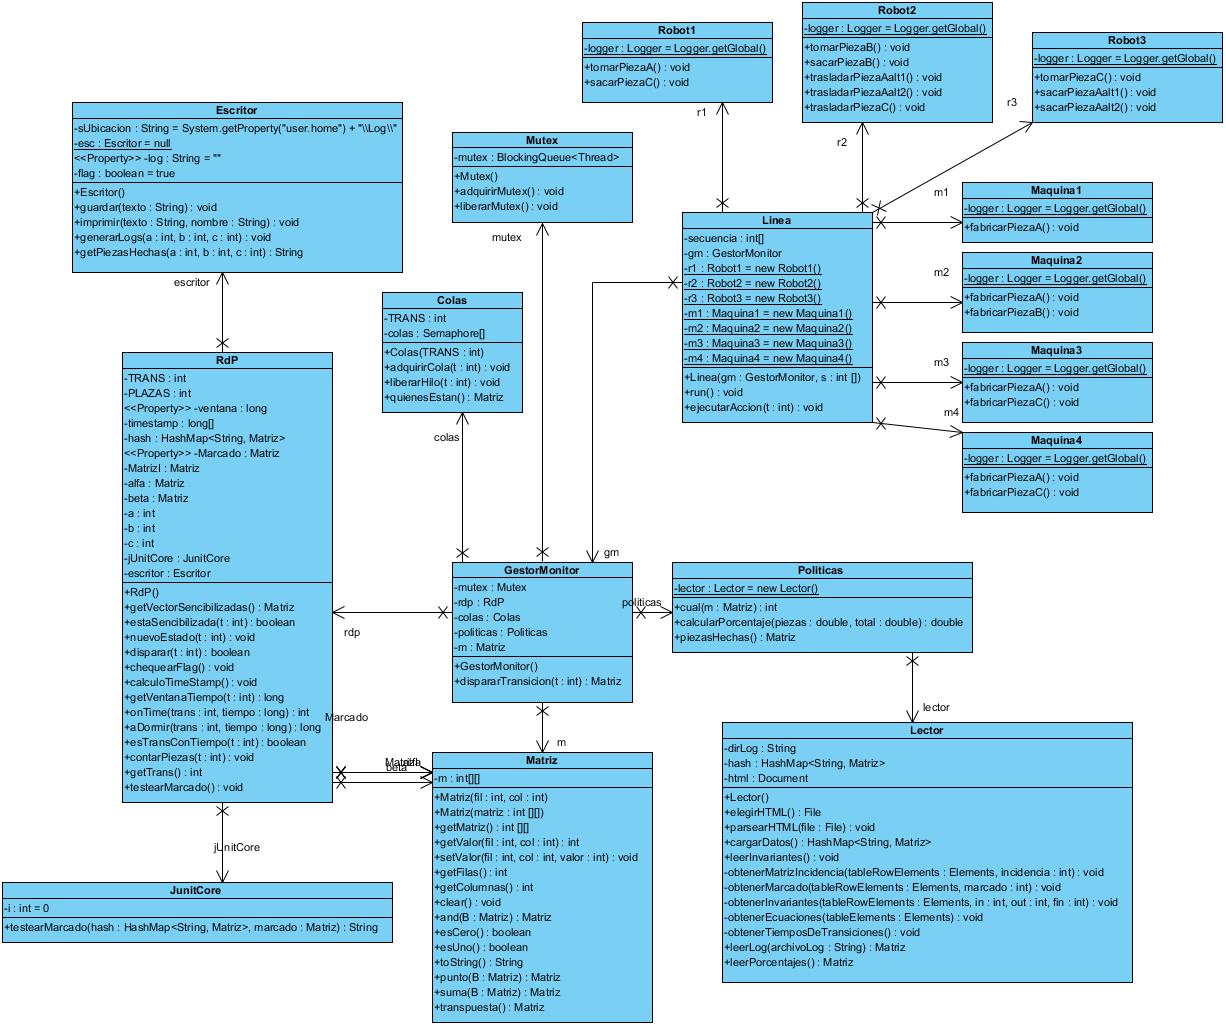 Robot1
-logger : Logger = Logger.getGlobal()
+tomarPiezaA() : void
+sacarPiezaC() : void
r1
Robot2
-logger : Logger = Logger.getGlobal()
+tomarPiezaB() : void
+sacarPiezaB() : void
+trasladarPiezaAalt1() : void
+trasladarPiezaAalt2() : void
+trasladarPiezaC() : void
r2
Robot3
-logger : Logger = Logger.getGlobal()
+tomarPiezaC() : void
+sacarPiezaAalt1() : void
+sacarPiezaAalt2() : void
r3
Escritor
-sUbicacion : String = System.getProperty("user.home") + "\\Log\\"
-esc : Escritor = null
<<Property>> -log : String = ""
-flag : boolean = true
+Escritor()
+guardar(texto : String) : void
+imprimir(texto : String, nombre : String) : void
+generarLogs(a : int, b : int, c : int) : void
+getPiezasHechas(a : int, b : int, c : int) : String
escritor
Mutex
-mutex : BlockingQueue<Thread>
+Mutex()
+adquirirMutex() : void
+liberarMutex() : void
mutex
Linea
-secuencia : int[]
-gm : GestorMonitor
-r1 : Robot1 = new Robot1()
-r2 : Robot2 = new Robot2()
-r3 : Robot3 = new Robot3()
-m1 : Maquina1 = new Maquina1()
-m2 : Maquina2 = new Maquina2()
-m3 : Maquina3 = new Maquina3()
-m4 : Maquina4 = new Maquina4()
+Linea(gm : GestorMonitor, s : int [])
+run() : void
+ejecutarAccion(t : int) : void
m1
Maquina1
-logger : Logger = Logger.getGlobal()
+fabricarPiezaA() : void
m2
Maquina2
-logger : Logger = Logger.getGlobal()
+fabricarPiezaA() : void
+fabricarPiezaB() : void
m3
Maquina3
-logger : Logger = Logger.getGlobal()
+fabricarPiezaA() : void
+fabricarPiezaC() : void
m4
Maquina4
-logger : Logger = Logger.getGlobal()
+fabricarPiezaA() : void
+fabricarPiezaC() : void
Colas
-TRANS : int
-colas : Semaphore[]
+Colas(TRANS : int)
+adquirirCola(t : int) : void
+liberarHilo(t : int) : void
+quienesEstan() : Matriz
colas
RdP
-TRANS : int
-PLAZAS : int
<<Property>> -ventana : long
-timestamp : long[]
-hash : HashMap<String, Matriz>
<<Property>> -Marcado : Matriz
-MatrizI : Matriz
-alfa : Matriz
-beta : Matriz
-a : int
-b : int
-c : int
-jUnitCore : JunitCore
-escritor : Escritor
+RdP()
+getVectorSencibilizadas() : Matriz
+estaSencibilizada(t : int) : boolean
+nuevoEstado(t : int) : void
+disparar(t : int) : boolean
+chequearFlag() : void
+calculoTimeStamp() : void
+getVentanaTiempo(t : int) : long
+onTime(trans : int, tiempo : long) : int
+aDormir(trans : int, tiempo : long) : long
+esTransConTiempo(t : int) : boolean
+contarPiezas(t : int) : void
+getTrans() : int
+testearMarcado() : void
gm
GestorMonitor
-mutex : Mutex
-rdp : RdP
-colas : Colas
-politicas : Politicas
-m : Matriz
+GestorMonitor()
+dispararTransicion(t : int) : Matriz
rdp
politicas
Politicas
-lector : Lector = new Lector()
+cual(m : Matriz) : int
+calcularPorcentaje(piezas : double, total : double) : double
+piezasHechas() : Matriz
lector
Marcado
beta
m
Matriz
-m : int[][]
+Matriz(fil : int, col : int)
+Matriz(matriz : int [][])
+getMatriz() : int [][]
+getValor(fil : int, col : int) : int
+setValor(fil : int, col : int, valor : int) : void
+getFilas() : int
+getColumnas() : int
+clear() : void
+and(B : Matriz) : Matriz
+esCero() : boolean
+esUno() : boolean
+toString() : String
+punto(B : Matriz) : Matriz
+suma(B : Matriz) : Matriz
+transpuesta() : Matriz
Lector
-dirLog : String
-hash : HashMap<String, Matriz>
-html : Document
+Lector()
+elegirHTML() : File
+parsearHTML(file : File) : void
+cargarDatos() : HashMap<String, Matriz>
+leerInvariantes() : void
-obtenerMatrizIncidencia(tableRowElements : Elements, incidencia : int) : void
-obtenerMarcado(tableRowElements : Elements, marcado : int) : void
-obtenerInvariantes(tableRowElements : Elements, in : int, out : int, fin : int) : void
-obtenerEcuaciones(tableElements : Elements) : void
-obtenerTiemposDeTransiciones() : void
+leerLog(archivoLog : String) : Matriz
+leerPorcentajes() : Matriz
jUnitCore
JunitCore
-i : int = 0
+testearMarcado(hash : HashMap<String, Matriz>, marcado : Matriz) : String